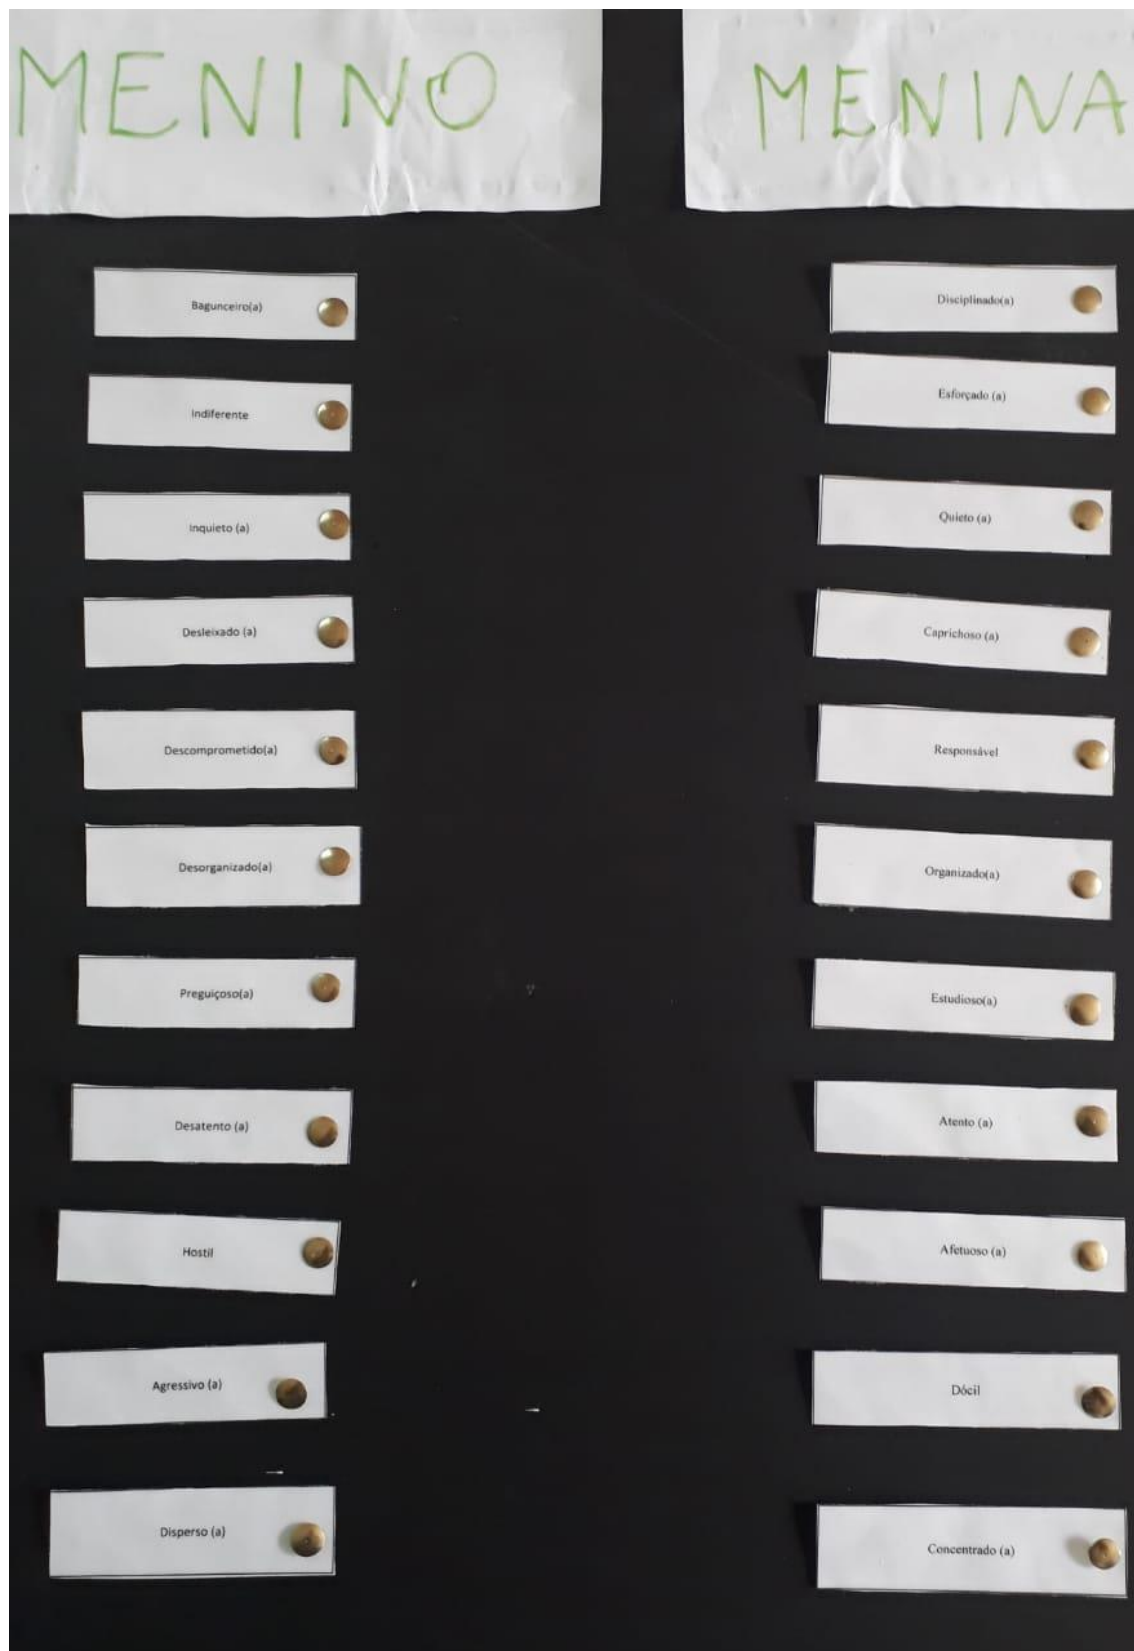 MENINO
MENINA
Bagunceiro(a)
Indiferente
Inquieto (a)
Desleixado (a)
Descomprometido(a)
Desorganizado(a)
Preguiçoso(a)
Desatento (a)
Hostil
Agressivo (a)
Disperso (a)
Disciplinado(a)
Esforçado (a)
Quieto (a)
Caprichoso (a)
Responsável
Organizado(a)
Estudioso(a)
Atento (a)
Afetuoso (a)
Dócil
Concentrado (a)